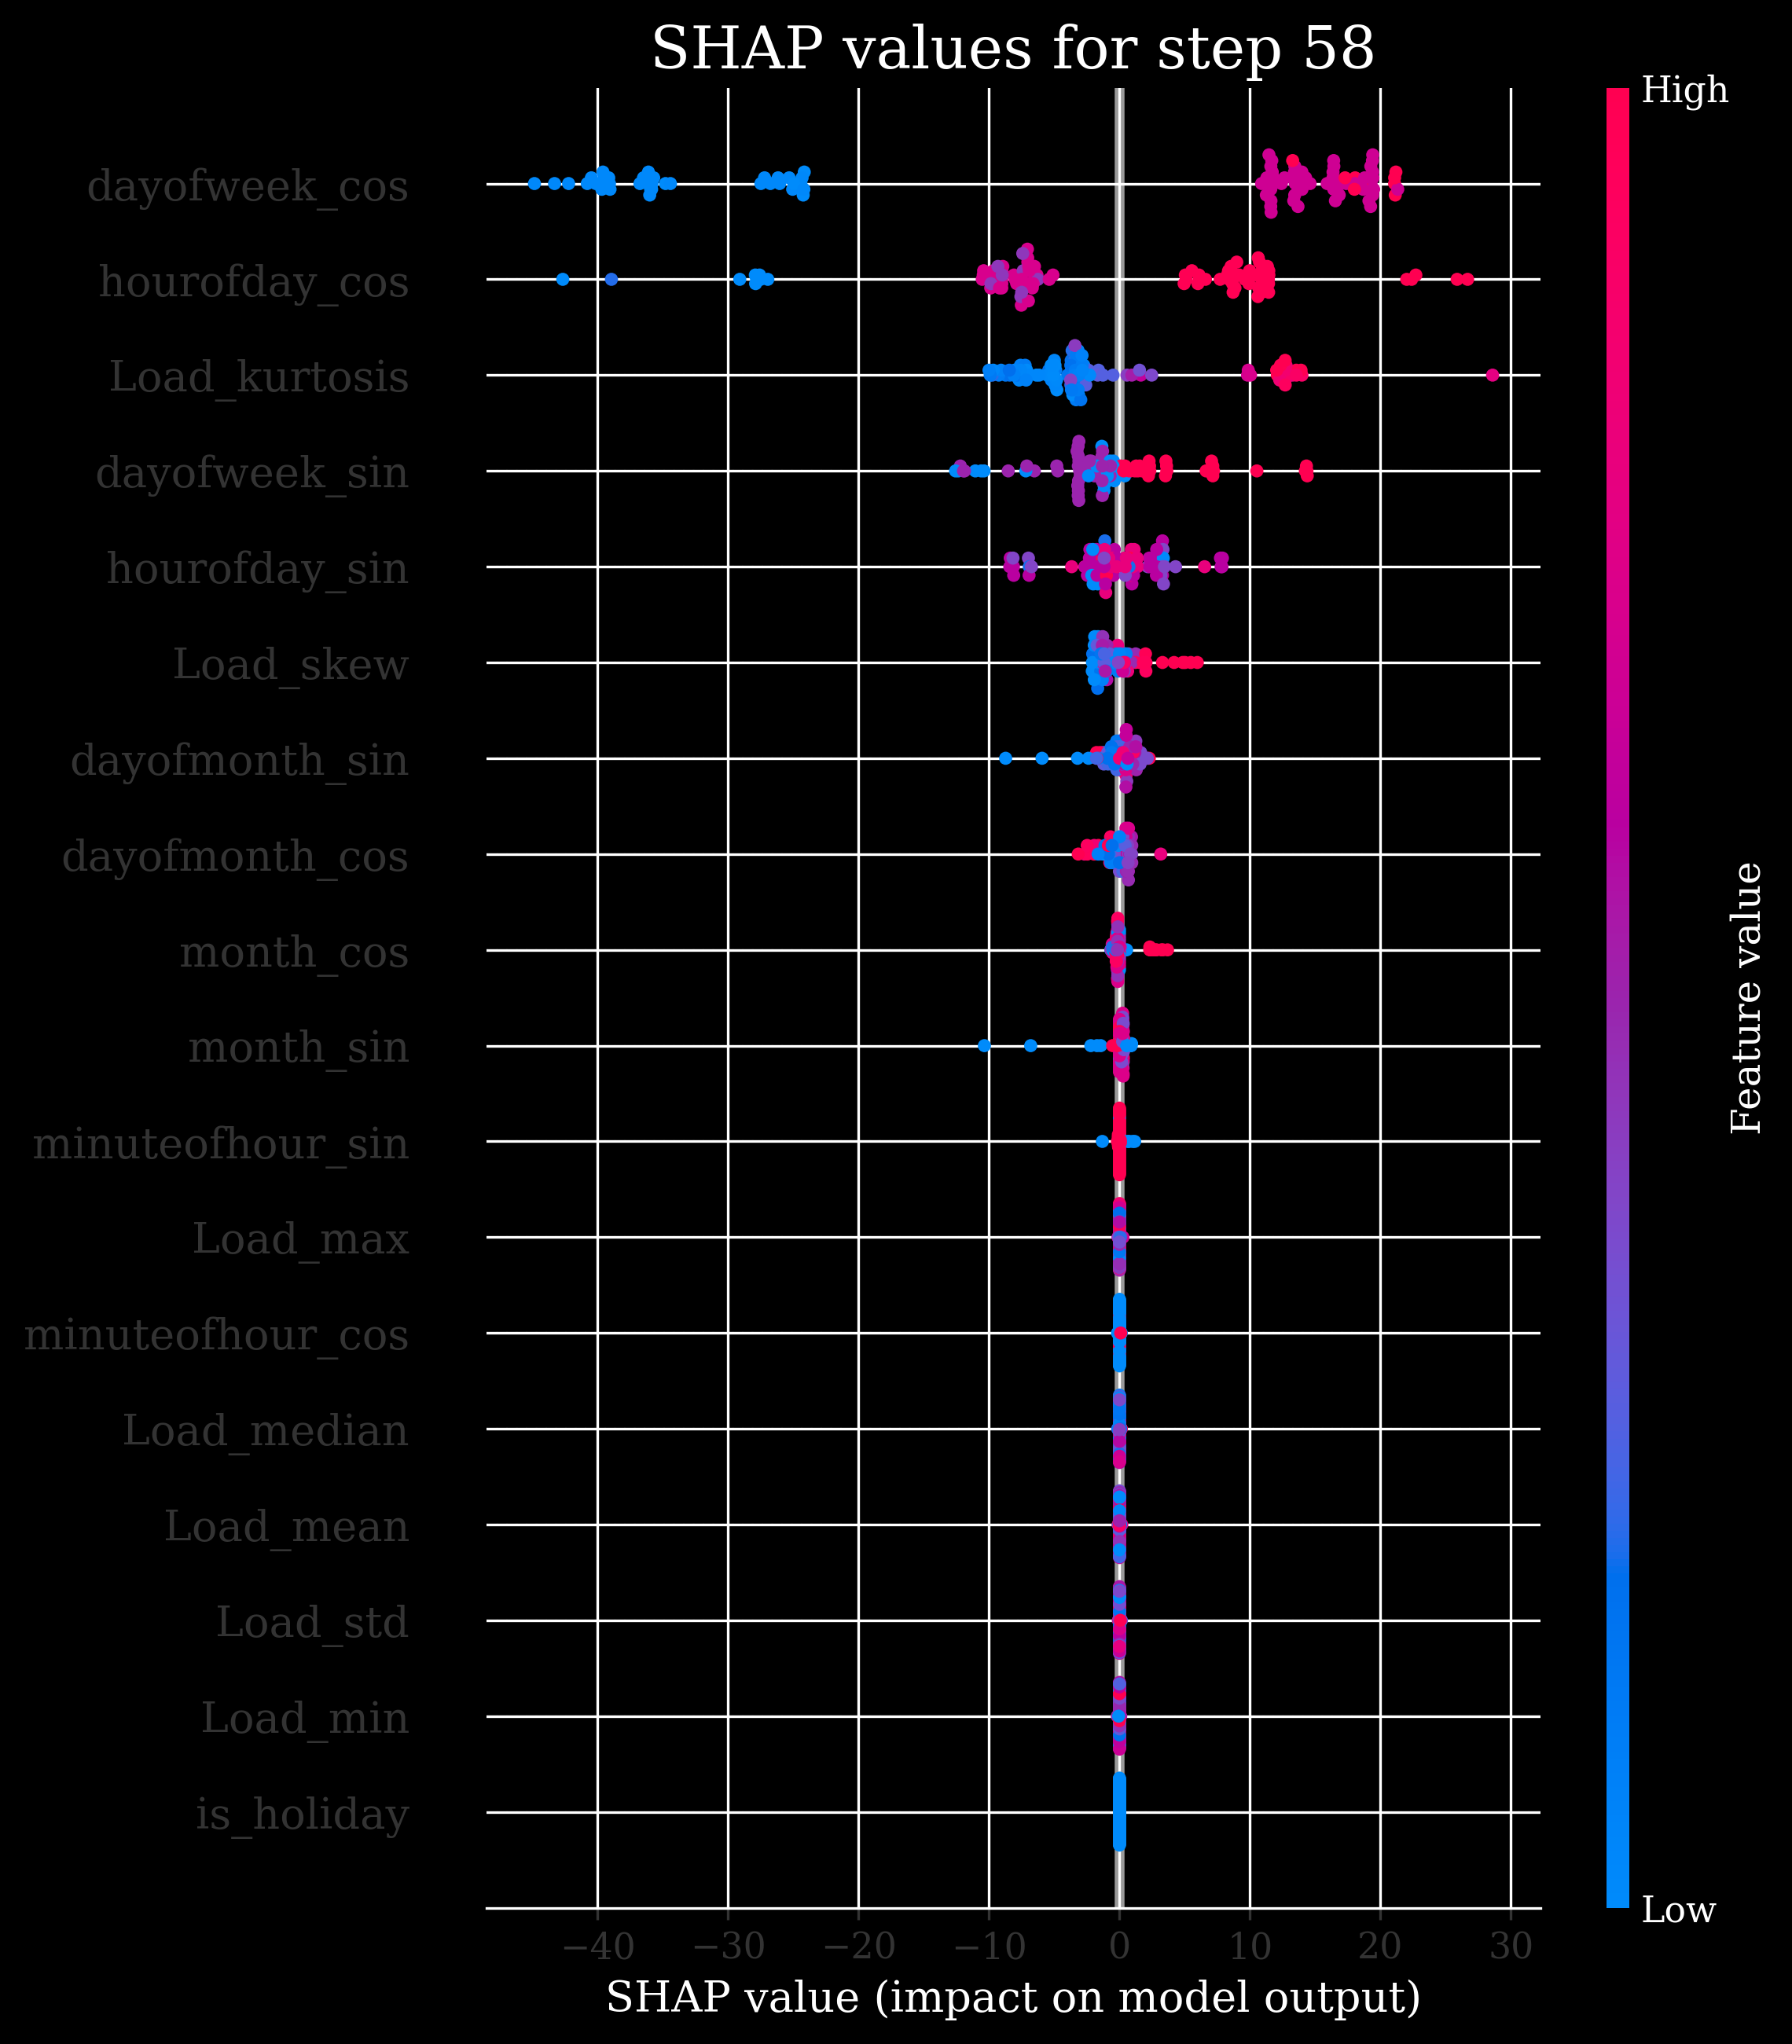 SHAP values for step 58
High
dayofweek_cos
hourofday_cos
Load_kurtosis
dayofweek_sin
hourofday_sin
Load_skew
dayofmonth_sin
dayofmonth_cos
month_cos
month_sin
minuteofhour_sin
Load_max
minuteofhour_cos
Load_median
Load_mean
Load_std
Load_min
is_holiday
Feature value
Low
−40 −30 −20 −10 0 10 20 30
SHAP value (impact on model output)